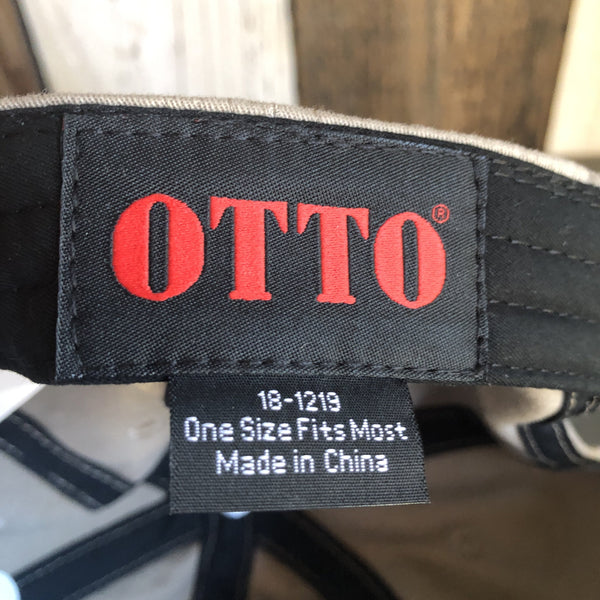 OTTO®
18-1219
One Size Fits Most
Made in China